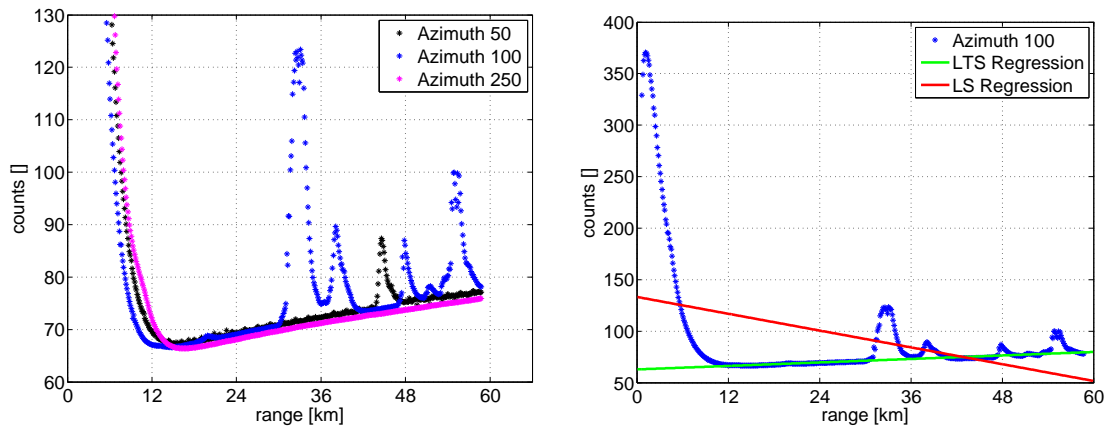 130
120
110
100
90
80
70
60
counts []
0
12
24
36
48
60
range [km]
Azimuth 50
Azimuth 100
Azimuth 250
400
350
300
250
200
150
100
50
counts []
0
12
24
36
48
60
range [km]
Azimuth 100
LTS Regression
LS Regression